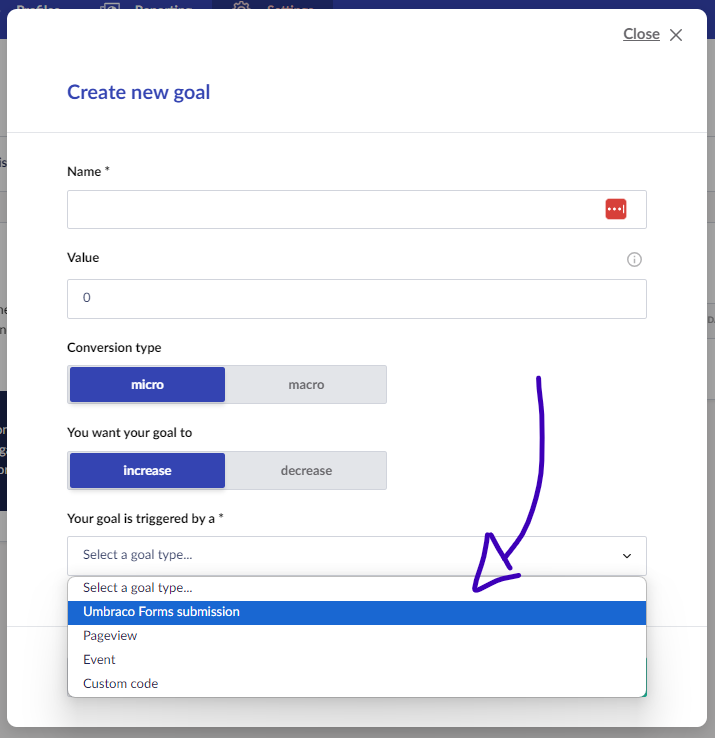 Profiles Reporting Settings
Close
Create new goal
Name *
Value
0
Conversion type
micro macro
You want your goal to
increase decrease
Your goal is triggered by a *
Select a goal type...
Select a goal type...
Umbraco Forms submission
Pageview
Event
Custom code